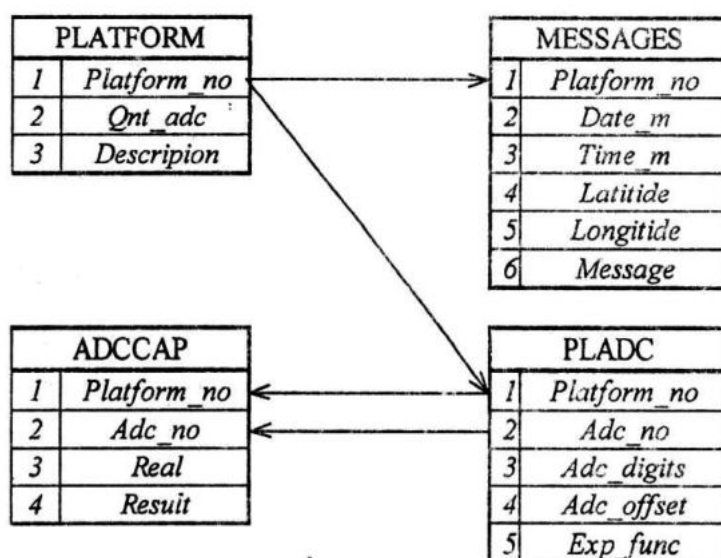 PLATFORM
1 Platform_no
2 Qnt_adc
3 Descripion
MESSAGES
1 Platform_no
2 Date_m
3 Time_m
4 Latitide
5 Longitide
6 Message
ADCCAP
1 Platform_no
2 Adc_no
3 Real
4 Resuit
PLADC
1 Platform_no
2 Adc_no
3 Adc_digits
4 Adc_offset
5 Exp_func